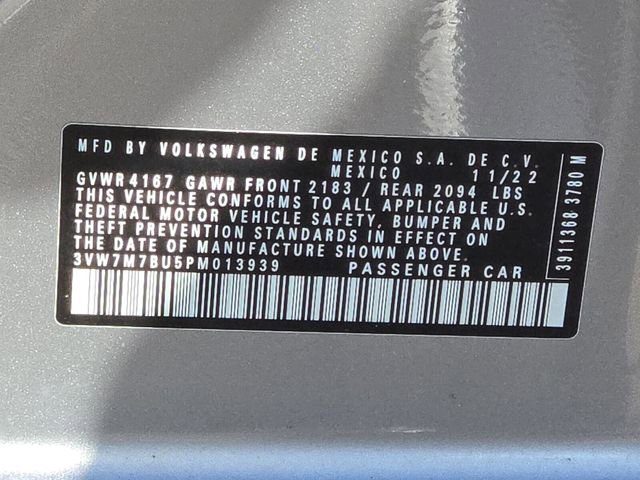 MFD BY VOLKSWAGEN DE MEXICO S.A. DE C.V.
MEXICO 11/22
GVWR 4167 GAWR FRONT 2183 / REAR 2094 LBS
THIS VEHICLE CONFORMS TO ALL APPLICABLE U.S.
FEDERAL MOTOR VEHICLE SAFETY, BUMPER AND
THEFT PREVENTION STANDARDS IN EFFECT ON
THE DATE OF MANUFACTURE SHOWN ABOVE.
3VW7M7BU5PM013939 PASSENGER CAR
3911368 3780 M